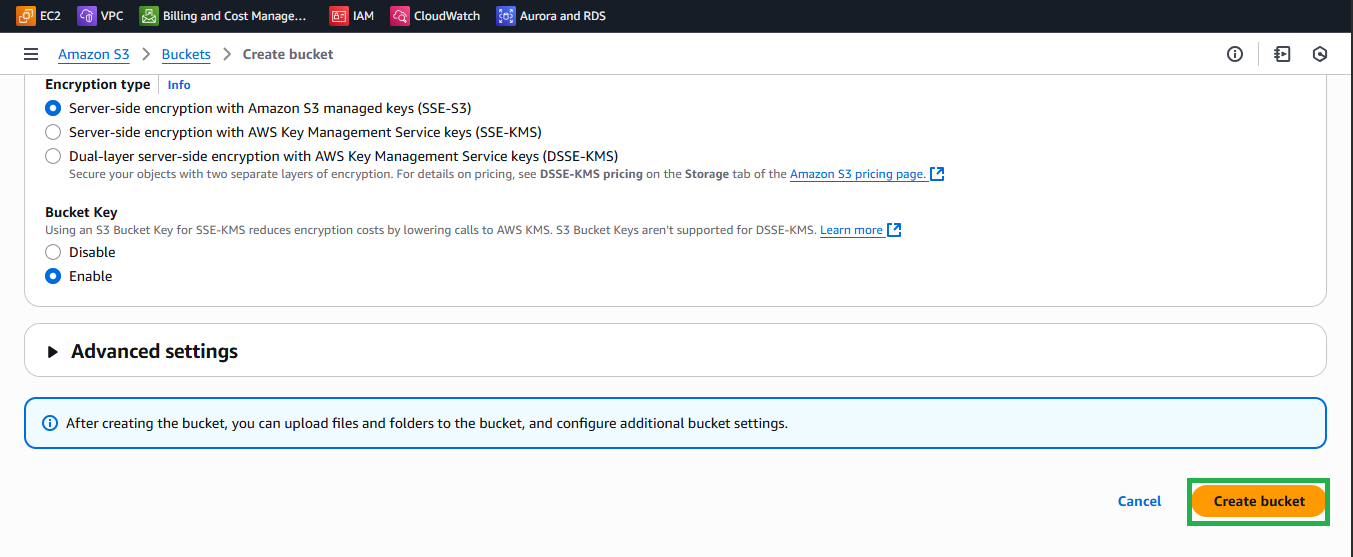 EC2 VPC Billing and Cost Manage... IAM CloudWatch Aurora and RDS
Amazon S3 > Buckets > Create bucket
Encryption type Info
Server-side encryption with Amazon S3 managed keys (SSE-S3)
Server-side encryption with AWS Key Management Service keys (SSE-KMS)
Dual-layer server-side encryption with AWS Key Management Service keys (DSSE-KMS)
Secure your objects with two separate layers of encryption. For details on pricing, see DSSE-KMS pricing on the Storage tab of the Amazon S3 pricing page.
Bucket Key
Using an S3 Bucket Key for SSE-KMS reduces encryption costs by lowering calls to AWS KMS. S3 Bucket Keys aren't supported for DSSE-KMS. Learn more
Disable
Enable
Advanced settings
After creating the bucket, you can upload files and folders to the bucket, and configure additional bucket settings.
Cancel Create bucket